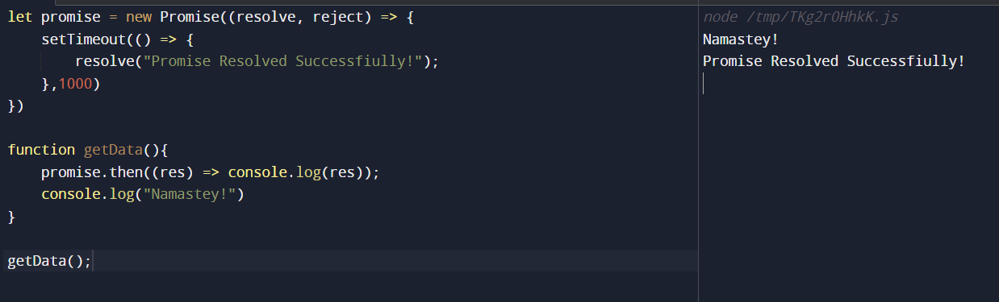 let promise = new Promise((resolve, reject) => {
    setTimeout(() => {
        resolve("Promise Resolved Successfiully!");
    },1000)
})
function getData(){
    promise.then((res) => console.log(res));
    console.log("Namastey!")
}
getData();
node /tmp/TKg2rOHhkK.js
Namastey!
Promise Resolved Successfiully!